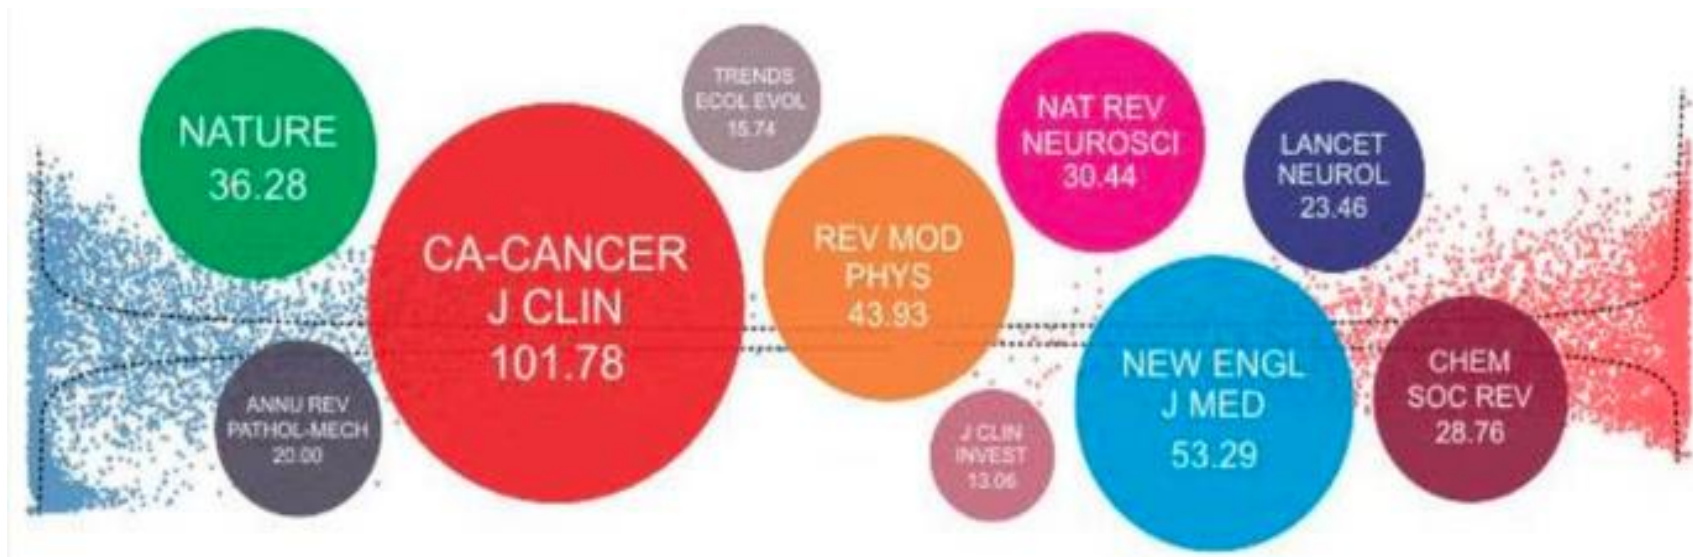 NATURE
36.28
CA-CANCER
J CLIN
101.78
TRENDS
ECOL EVOL
15.74
REV MOD
PHYS
43.93
NAT REV
NEUROSCI
30.44
LANCET
NEUROL
23.46
ANNU REV
PATHOL-MECH
20.00
J CLIN
INVEST
13.06
NEW ENGL
J MED
53.29
CHEM
SOC REV
28.76